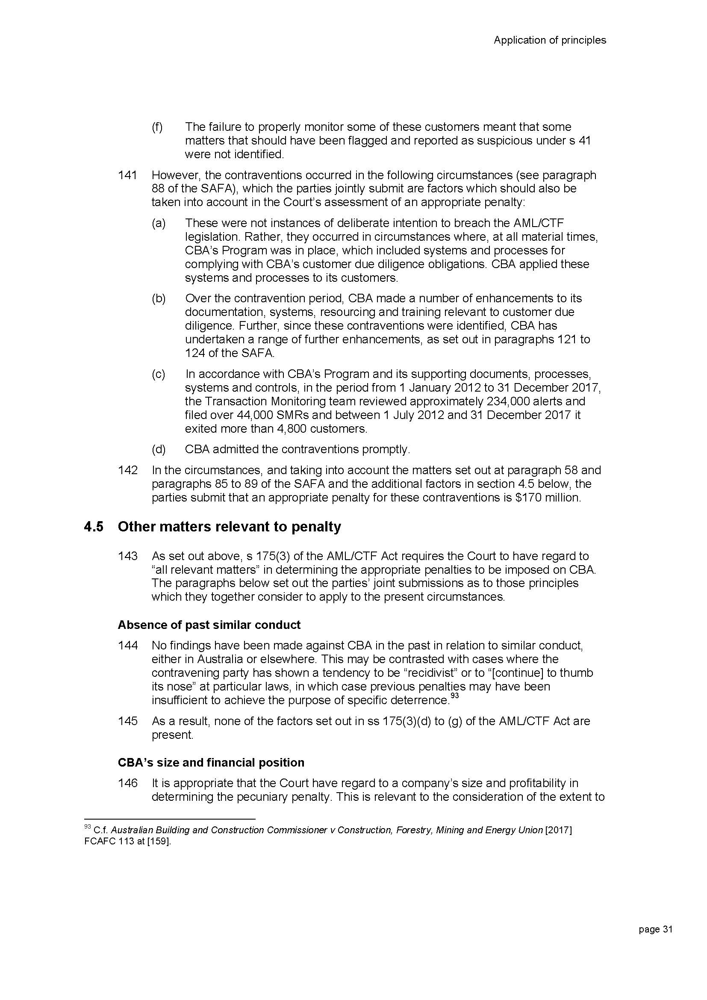 Application of principles
(f) The failure to properly monitor some of these customers meant that some
matters that should have been flagged and reported as suspicious under s 41
were not identified.
141 However, the contraventions occurred in the following circumstances (see paragraph
88 of the SAFA), which the parties jointly submit are factors which should also be
taken into account in the Court's assessment of an appropriate penalty:
(a) These were not instances of deliberate intention to breach the AML/CTF
legislation. Rather, they occurred in circumstances where, at all material times,
CBA's Program was in place, which included systems and processes for
complying with CBA's customer due diligence obligations. CBA applied these
systems and processes to its customers.
(b) Over the contravention period, CBA made a number of enhancements to its
documentation, systems, resourcing and training relevant to customer due
diligence. Further, since these contraventions were identified, CBA has
undertaken a range of further enhancements, as set out in paragraphs 121 to
124 of the SAFA.
(c) In accordance with CBA's Program and its supporting documents, processes,
systems and controls, in the period from 1 January 2012 to 31 December 2017,
the Transaction Monitoring team reviewed approximately 234,000 alerts and
filed over 44,000 SMRs and between 1 July 2012 and 31 December 2017 it
exited more than 4,800 customers.
(d) CBA admitted the contraventions promptly.
142 In the circumstances, and taking into account the matters set out at paragraph 58 and
paragraphs 85 to 89 of the SAFA and the additional factors in section 4.5 below, the
parties submit that an appropriate penalty for these contraventions is $170 million.
4.5 Other matters relevant to penalty
143 As set out above, s 175(3) of the AML/CTF Act requires the Court to have regard to
“all relevant matters” in determining the appropriate penalties to be imposed on CBA.
The paragraphs below set out the parties' joint submissions as to those principles
which they together consider to apply to the present circumstances.
Absence of past similar conduct
144 No findings have been made against CBA in the past in relation to similar conduct,
either in Australia or elsewhere. This may be contrasted with cases where the
contravening party has shown a tendency to be “recidivist” or to “[continue] to thumb
its nose” at particular laws, in which case previous penalties may have been
insufficient to achieve the purpose of specific deterrence.93
145 As a result, none of the factors set out in ss 175(3)(d) to (g) of the AML/CTF Act are
present.
CBA's size and financial position
146 It is appropriate that the Court have regard to a company's size and profitability in
determining the pecuniary penalty. This is relevant to the consideration of the extent to
93 C.f. Australian Building and Construction Commissioner v Construction, Forestry, Mining and Energy Union [2017]
FCAFC 113 at [159].
page 31